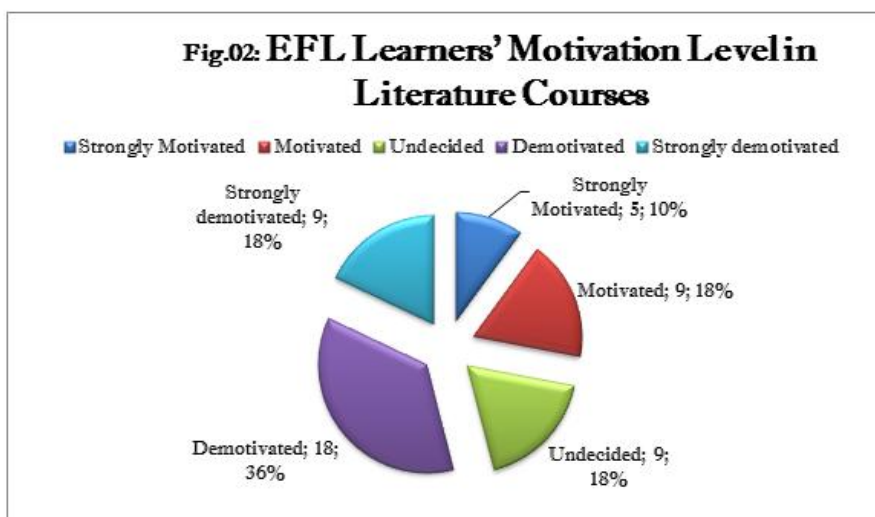 Fig.02: EFL Learners' Motivation Level in
Literature Courses
Strongly Motivated Motivated Undecided Demotivated Strongly demotivated
Strongly
demotivated; 9;
18%
Strongly
Motivated; 5; 10%
Motivated; 9; 18%
Demotivated; 18;
36%
Undecided; 9;
18%